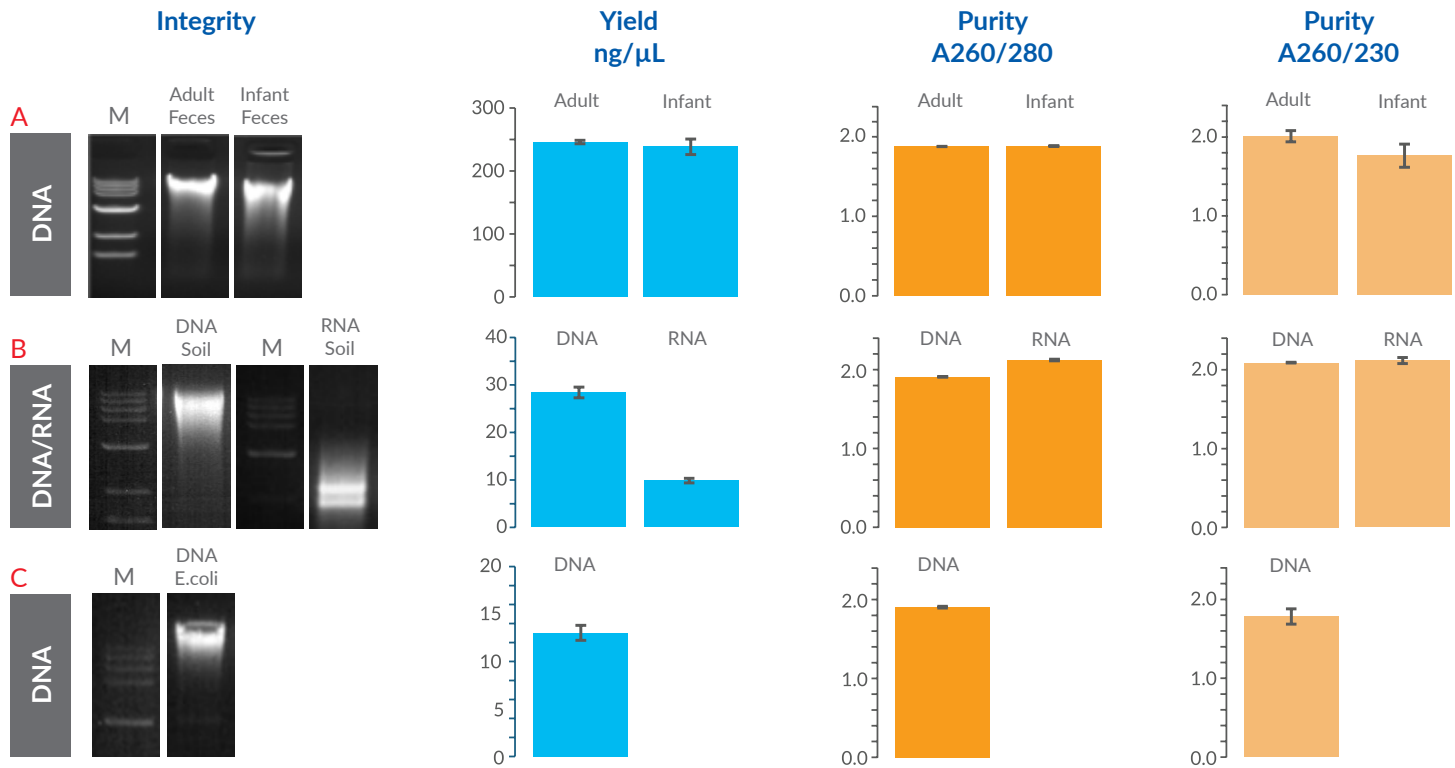 Integrity
Yield
ng/μL
Purity
A260/280
Purity
A260/230
A
DNA
M
Adult
Feces
Infant
Feces
300
200
100
0
Adult
Infant
2.0
1.0
0.0
Adult
Infant
2.0
1.0
0.0
Adult
Infant
B
DNA/RNA
M
DNA
Soil
M
RNA
Soil
40
30
20
10
0
DNA
RNA
2.0
1.0
0.0
DNA
RNA
2.0
1.0
0.0
DNA
RNA
C
DNA
M
DNA
E.coli
20
15
10
5
0
DNA
2.0
1.0
0.0
DNA
2.0
1.0
0.0
DNA